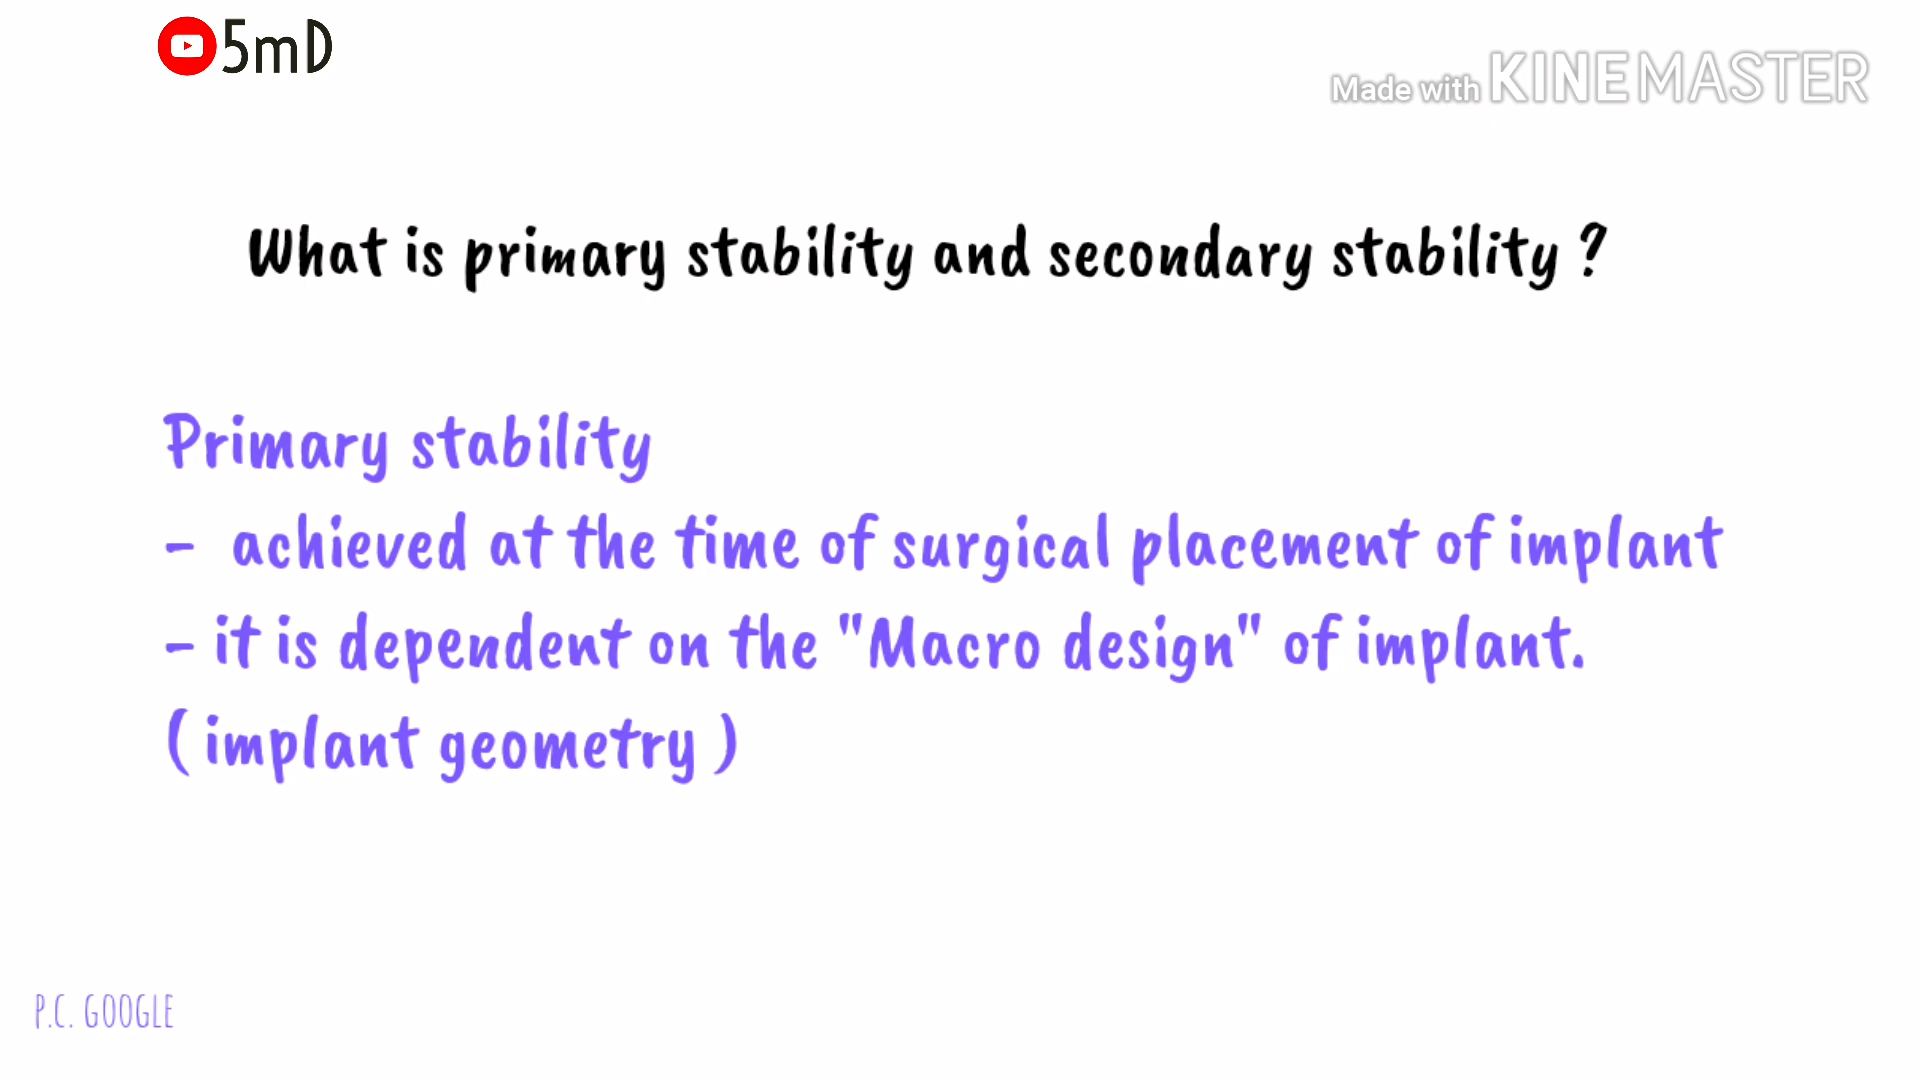 5mD
Made with KINEMASTER
What is primary stability and secondary stability ?
Primary stability
- achieved at the time of surgical placement of implant
- it is dependent on the "Macro design" of implant.
( implant geometry )
P.C. GOOGLE